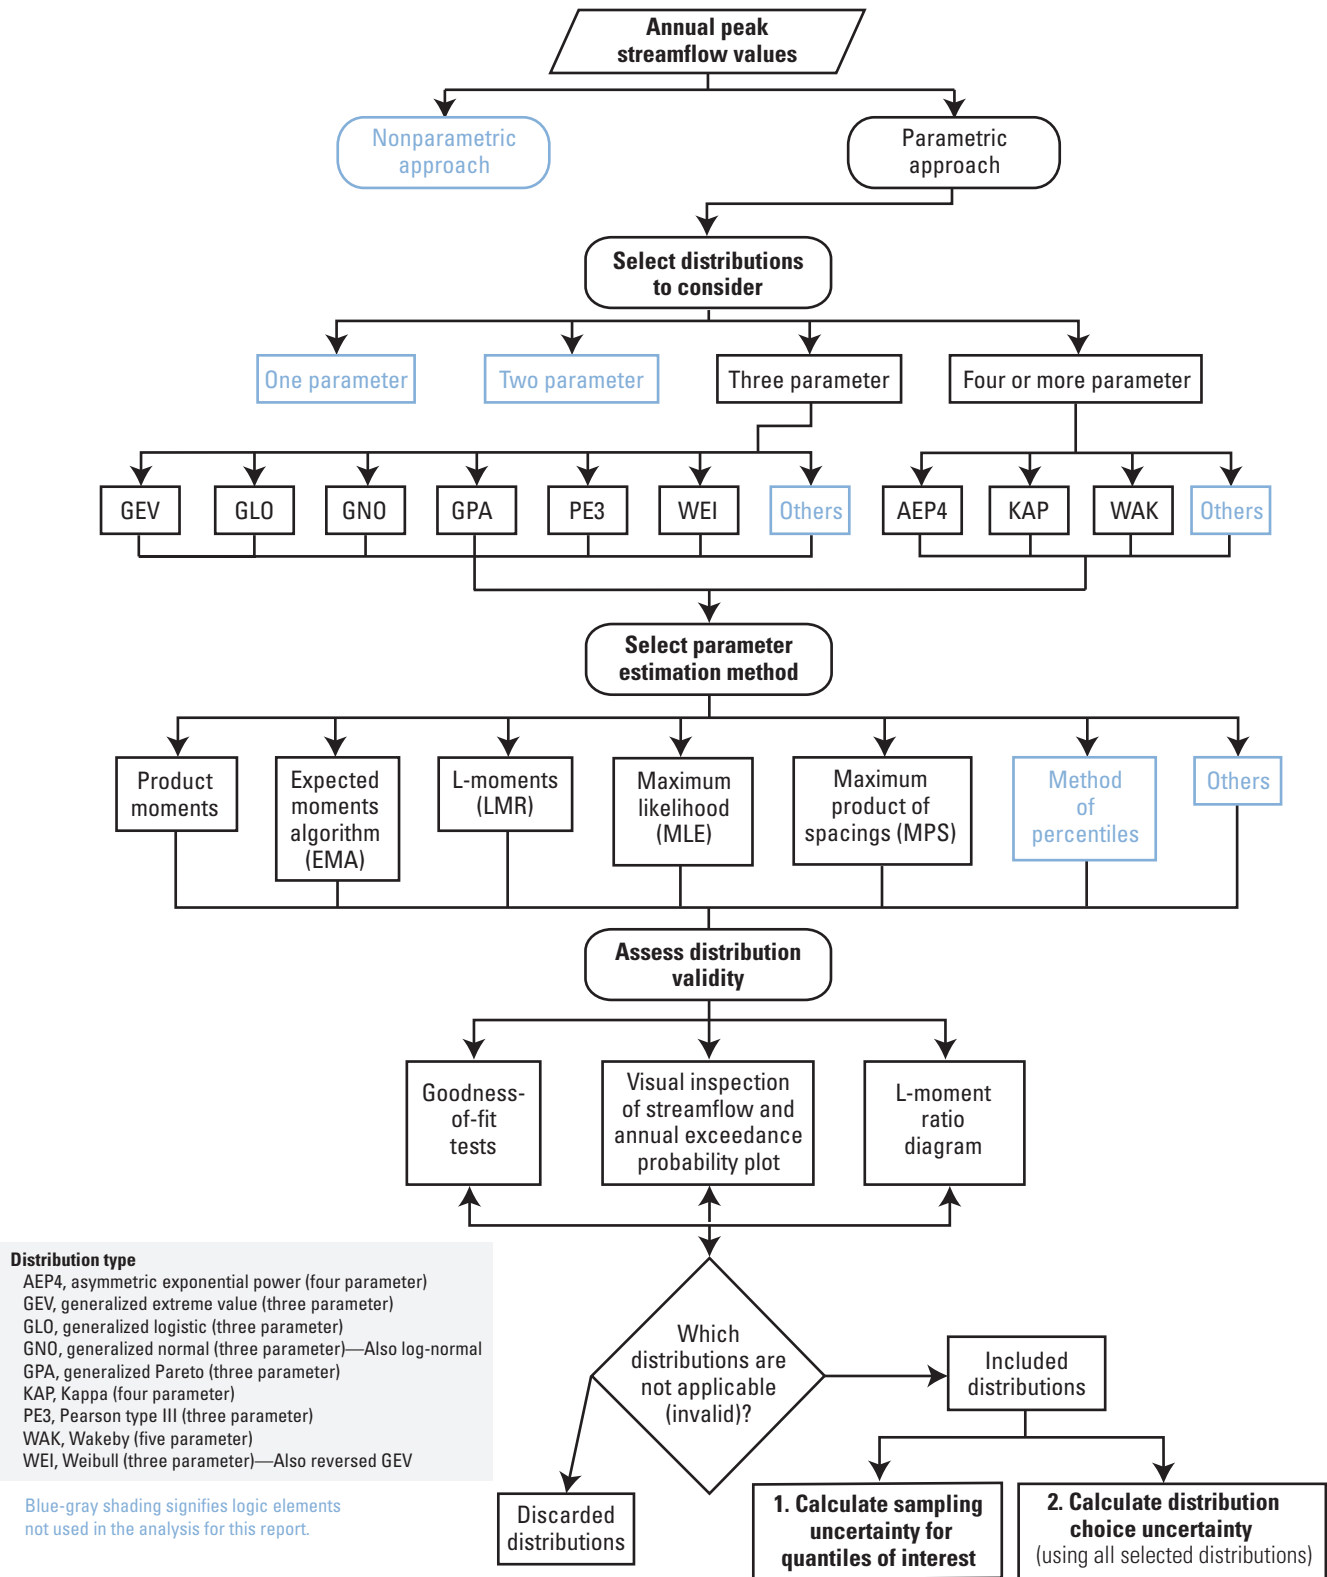 Annual peak
streamflow values
Nonparametric
approach
Parametric
approach
Select distributions
to consider
One parameter
Two parameter
Three parameter
Four or more parameter
GEV
GLO
GNO
GPA
PE3
WEI
Others
AEP4
KAP
WAK
Others
Select parameter
estimation method
Product
moments
Expected
moments
algorithm
(EMA)
L-moments
(LMR)
Maximum
likelihood
(MLE)
Maximum
product of
spacings (MPS)
Method
of
percentiles
Others
Assess distribution
validity
Goodness-
of-fit
tests
Visual inspection
of streamflow and
annual exceedance
probability plot
L-moment
ratio
diagram
Distribution type
AEP4, asymmetric exponential power (four parameter)
GEV, generalized extreme value (three parameter)
GLO, generalized logistic (three parameter)
GNO, generalized normal (three parameter)—Also log-normal
GPA, generalized Pareto (three parameter)
KAP, Kappa (four parameter)
PE3, Pearson type III (three parameter)
WAK, Wakeby (five parameter)
WEI, Weibull (three parameter)—Also reversed GEV
Blue-gray shading signifies logic elements
not used in the analysis for this report.
Which
distributions are
not applicable
(invalid)?
Included
distributions
Discarded
distributions
1. Calculate sampling
uncertainty for
quantiles of interest
2. Calculate distribution
choice uncertainty
(using all selected distributions)